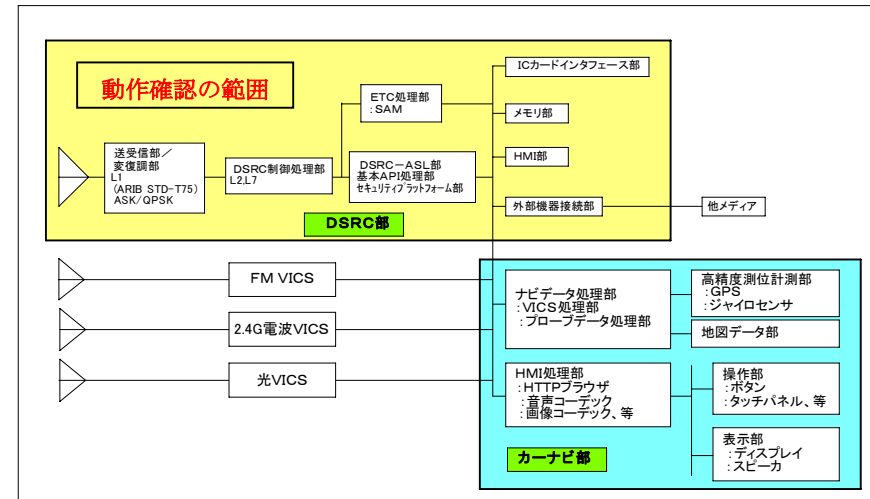 動作確認の範囲
ICカードインタフェース部
ETC処理部
:SAM
メモリ部
送受信部/
変復調部
L1
(ARIB STD-T75)
ASK/QPSK
DSRC制御処理部
L2,L7
DSRC-ASL部
基本API処理部
セキュリティプラットフォーム部
HMI部
外部機器接続部
他メディア
DSRC部
FM VICS
2.4G電波VICS
光VICS
ナビデータ処理部
:VICS処理部
:プローブデータ処理部
高精度測位計測部
:GPS
:ジャイロセンサ
地図データ部
HMI処理部
:HTTPブラウザ
:音声コーデック
:画像コーデック、等
操作部
:ボタン
:タッチパネル、等
表示部
:ディスプレイ
:スピーカ
カーナビ部